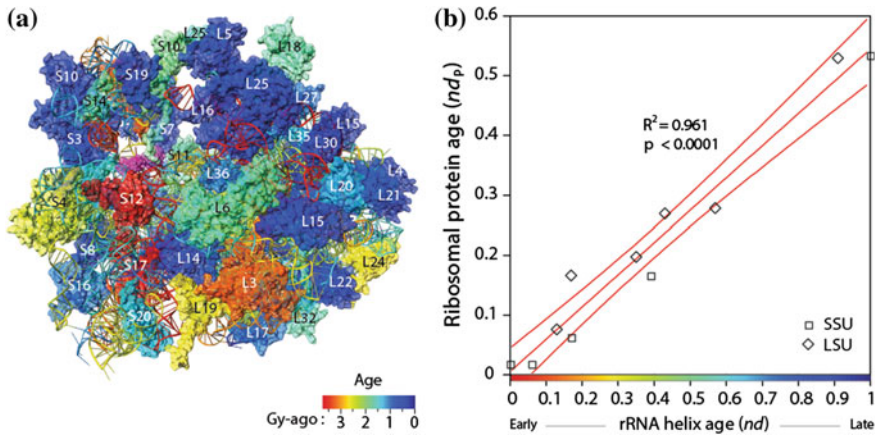 (a)
L25
L5
S10
L18
S10
S19
L25
S14
L16
L27
S3
S7
L35
L15
L30
S11
L36
L20
L4
L21
S4
S12
L6
L15
S8
S17
L14
L24
S16
L3
L22
S20
L19
L17
L32
Age
Gy-ago : 3 2 1 0
(b)
Ribosomal protein age (ndₚ)
0.6
0.5
0.4
0.3
0.2
0.1
0
R² = 0.961
p < 0.0001
SSU
LSU
0 0.1 0.2 0.3 0.4 0.5 0.6 0.7 0.8 0.9 1
Early rRNA helix age (nd) Late